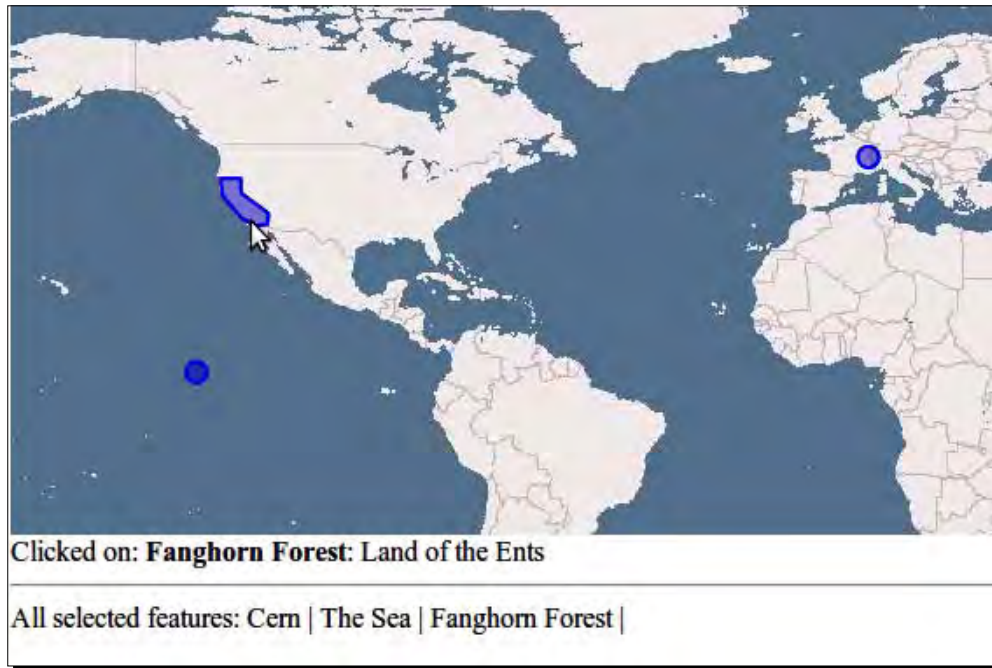 Clicked on: Fanghorn Forest: Land of the Ents
All selected features: Cern | The Sea | Fanghorn Forest |